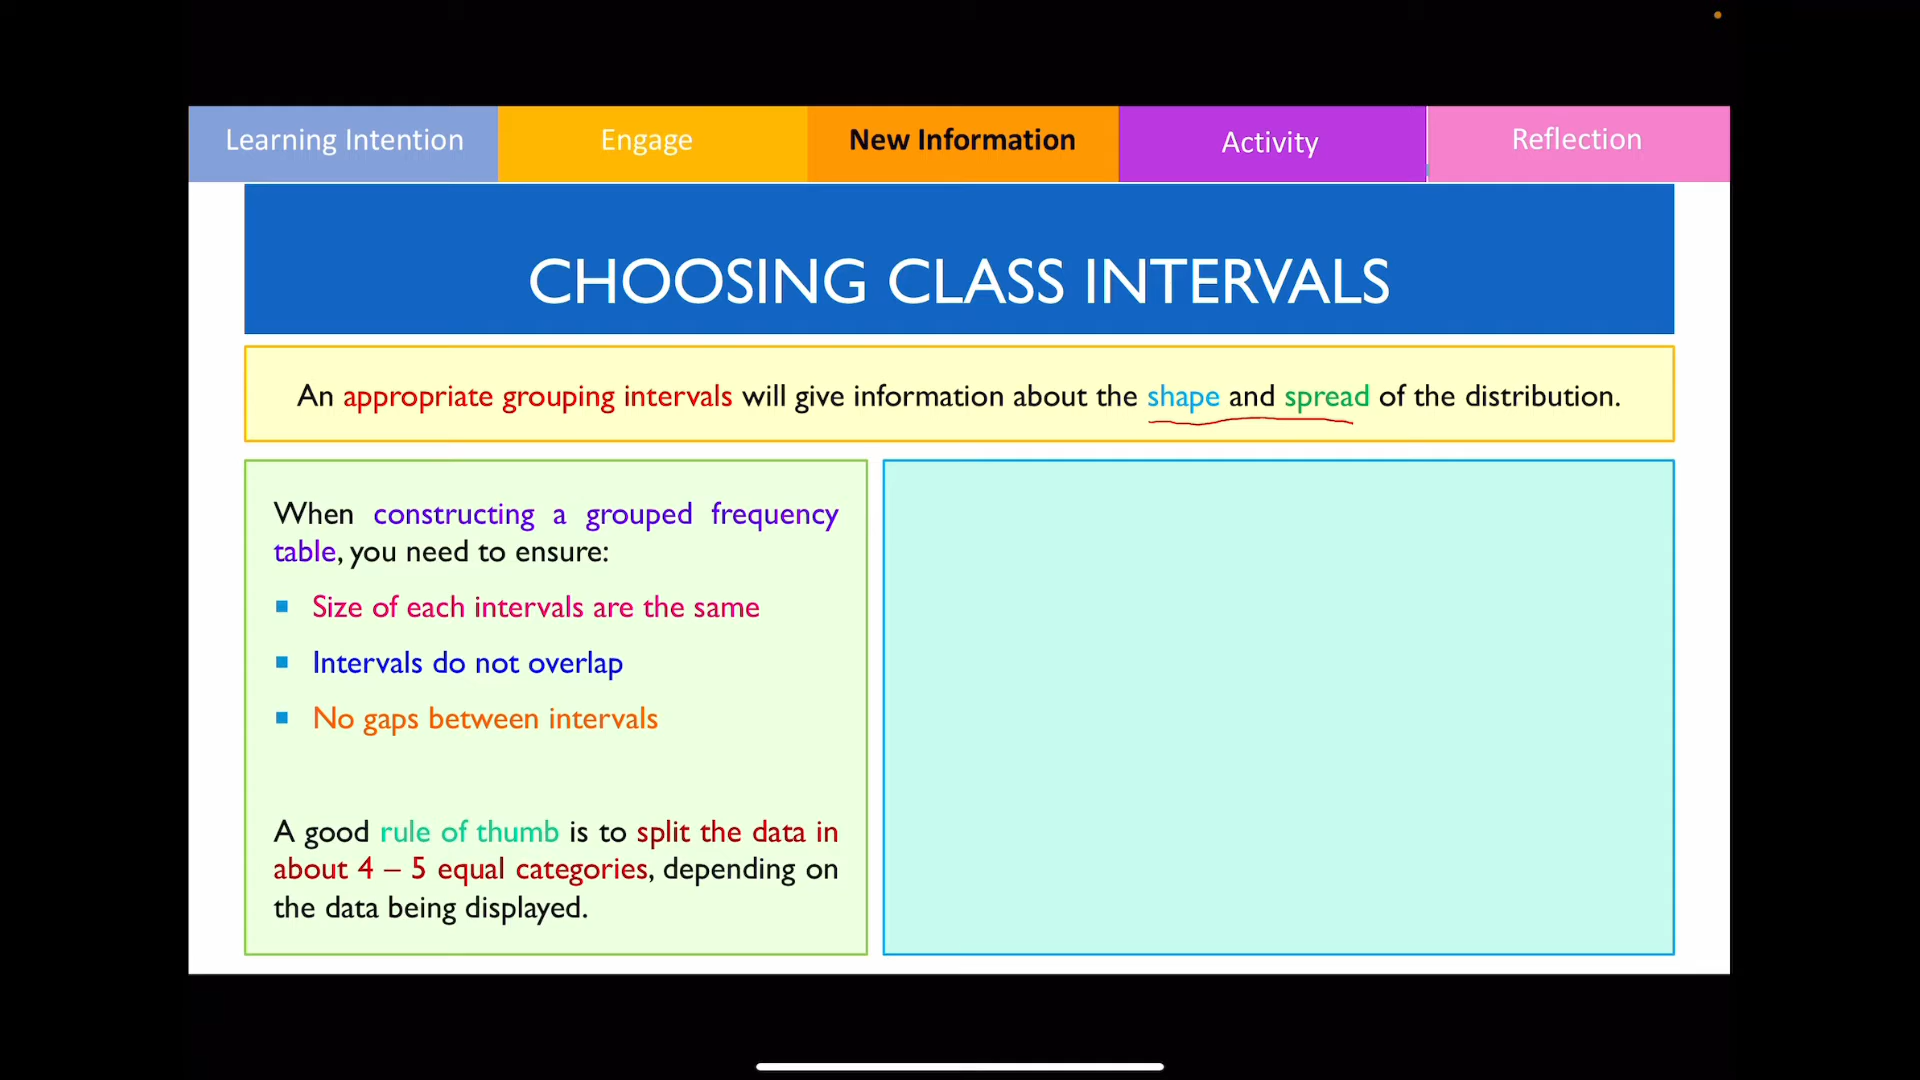 Learning Intention
Engage
New Information
Activity
Reflection
CHOOSING CLASS INTERVALS
An appropriate grouping intervals will give information about the shape and spread of the distribution.
When constructing a grouped frequency
table, you need to ensure:
Size of each intervals are the same
Intervals do not overlap
No gaps between intervals
A good rule of thumb is to split the data in
about 4 – 5 equal categories, depending on
the data being displayed.